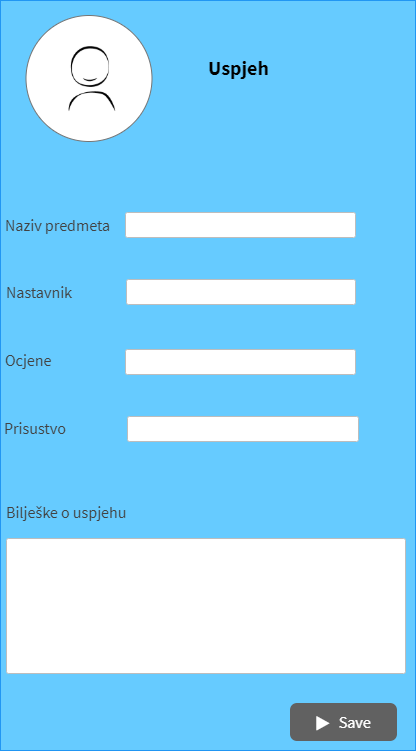 Uspjeh
Naziv predmeta
Nastavnik
Ocjene
Prisustvo
Bilješke o uspjehu
Save